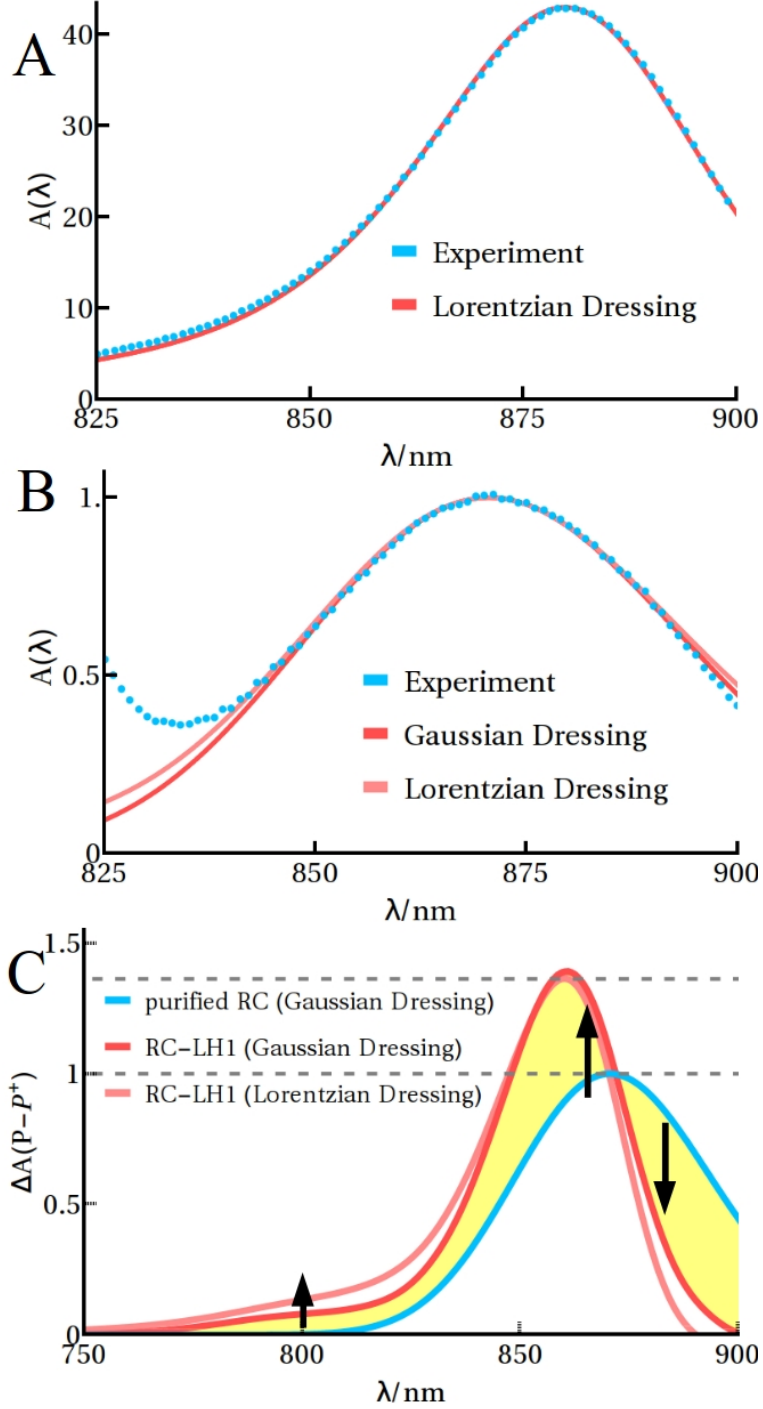 A
40
30
20
10
0
A(λ)
Experiment
Lorentzian Dressing
825 850 875 900
λ/nm
B
1.
0.5
0
A(λ)
Experiment
Gaussian Dressing
Lorentzian Dressing
825 850 875 900
λ/nm
C
1.5
1
0.5
0
ΔA(P−P⁺)
purified RC (Gaussian Dressing)
RC−LH1 (Gaussian Dressing)
RC−LH1 (Lorentzian Dressing)
750 800 850 900
λ/nm